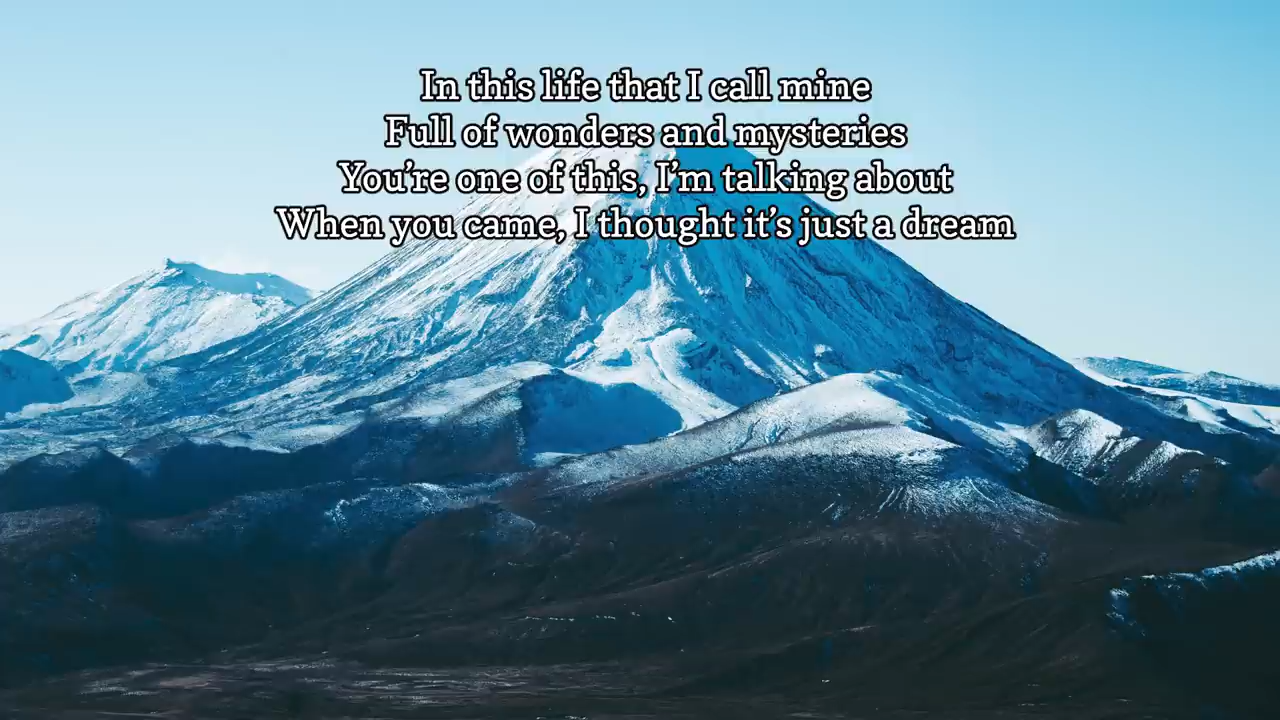 In this life that I call mine
Full of wonders and mysteries
You're one of this, I'm talking about
When you came, I thought it's just a dream